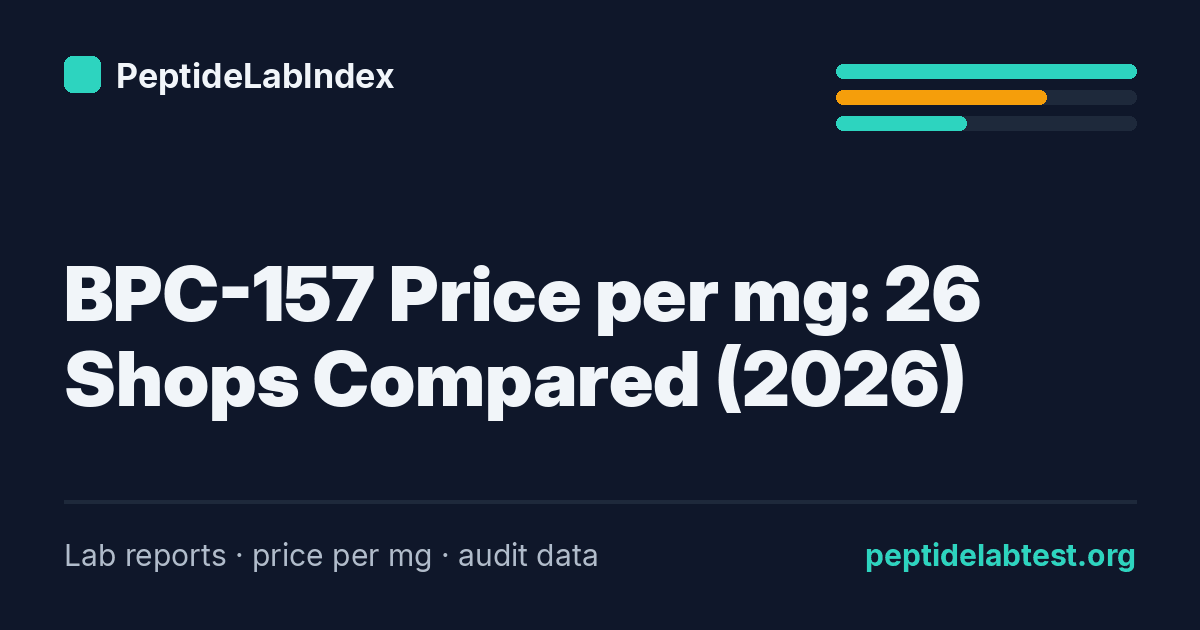 PeptideLabIndex
BPC-157 Price per mg: 26
Shops Compared (2026)
Lab reports · price per mg · audit data
peptidelabtest.org